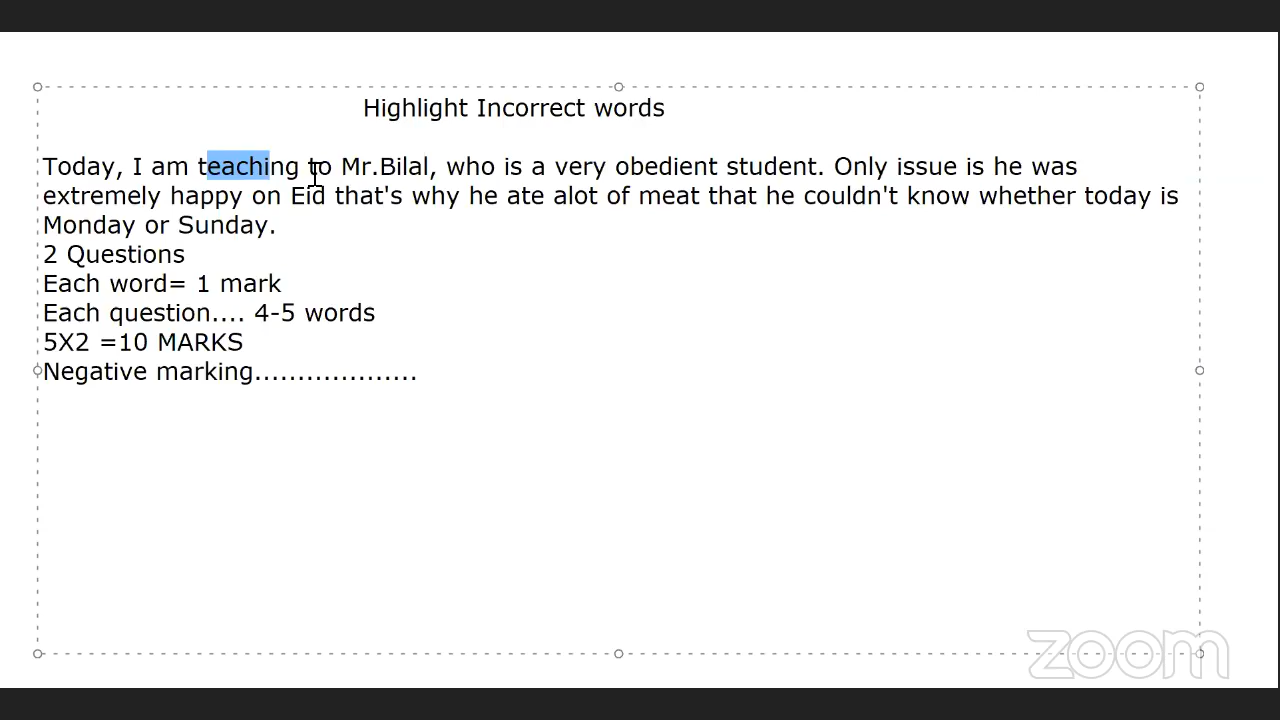 Highlight Incorrect words
Today, I am teaching to Mr.Bilal, who is a very obedient student. Only issue is he was
extremely happy on Eid that's why he ate alot of meat that he couldn't know whether today is
Monday or Sunday.
2 Questions
Each word= 1 mark
Each question.... 4-5 words
5X2 =10 MARKS
Negative marking...................
zoom